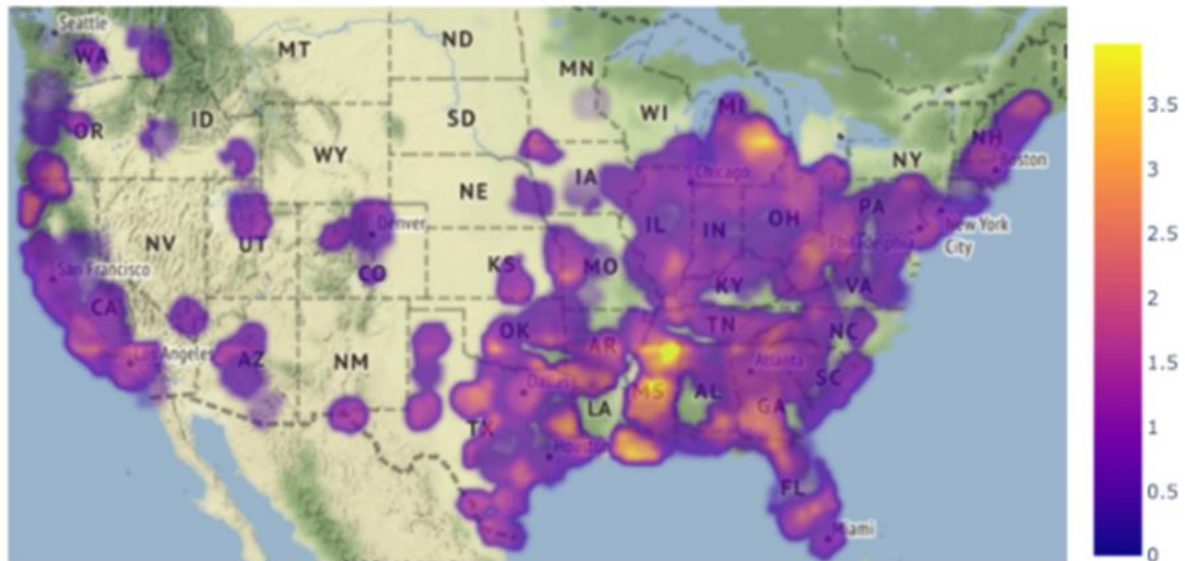 Seattle
WA
MT
ND
MN
OR
ID
SD
WI
MI
NH
Boston
WY
NY
NE
IA
Chicago
NV
UT
Denver
IL
IN
OH
PA
New York
City
Philadelphia
San Francisco
CO
KS
MO
KY
VA
CA
Los Angeles
AZ
NM
OK
AR
TN
NC
Atlanta
SC
Dallas
MS
AL
GA
LA
TX
Houston
FL
Miami
3.5
3
2.5
2
1.5
1
0.5
0